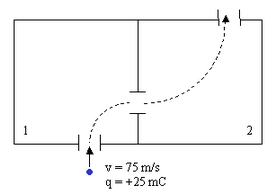 1
2
v = 75 m/s
q = +25 mC